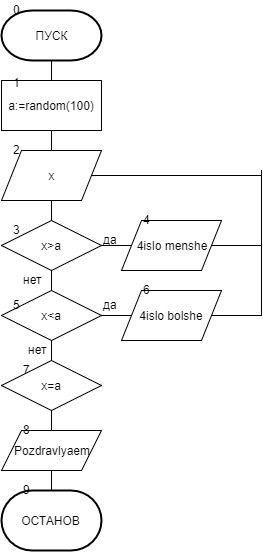 0
ПУСК
1
a:=random(100)
2
x
3
x>a
да
4
4islo menshe
нет
5
x<a
да
6
4islo bolshe
нет
7
x=a
8
Pozdravlyaem
9
ОСТАНОВ